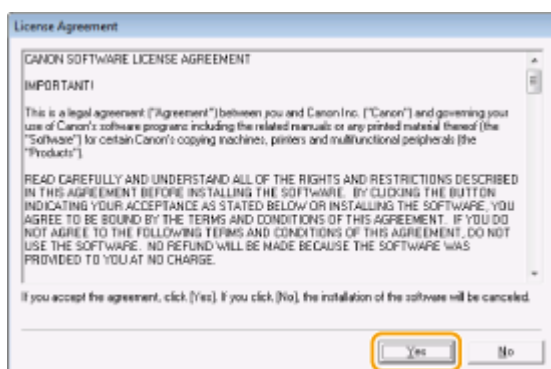 License Agreement
CANON SOFTWARE LICENSE AGREEMENT
IMPORTANT!
This is a legal agreement ("Agreement") between you and Canon Inc. ("Canon") and governing your
use of Canon's software programs including the related manuals or any printed material thereof (the
"Software") for certain Canon's copying machines, printers and multifunctional peripherals (the
"Products").
READ CAREFULLY AND UNDERSTAND ALL OF THE RIGHTS AND RESTRICTIONS DESCRIBED
IN THIS AGREEMENT BEFORE INSTALLING THE SOFTWARE. BY CLICKING THE BUTTON
INDICATING YOUR ACCEPTANCE AS STATED BELOW OR INSTALLING THE SOFTWARE, YOU
AGREE TO BE BOUND BY THE TERMS AND CONDITIONS OF THIS AGREEMENT. IF YOU DO
NOT AGREE TO THE FOLLOWING TERMS AND CONDITIONS OF THIS AGREEMENT, DO NOT
USE THE SOFTWARE. NO REFUND WILL BE MADE BECAUSE THE SOFTWARE WAS
PROVIDED TO YOU AT NO CHARGE.
If you accept the agreement, click [Yes]. If you click [No], the installation of the software will be canceled.
Yes
No